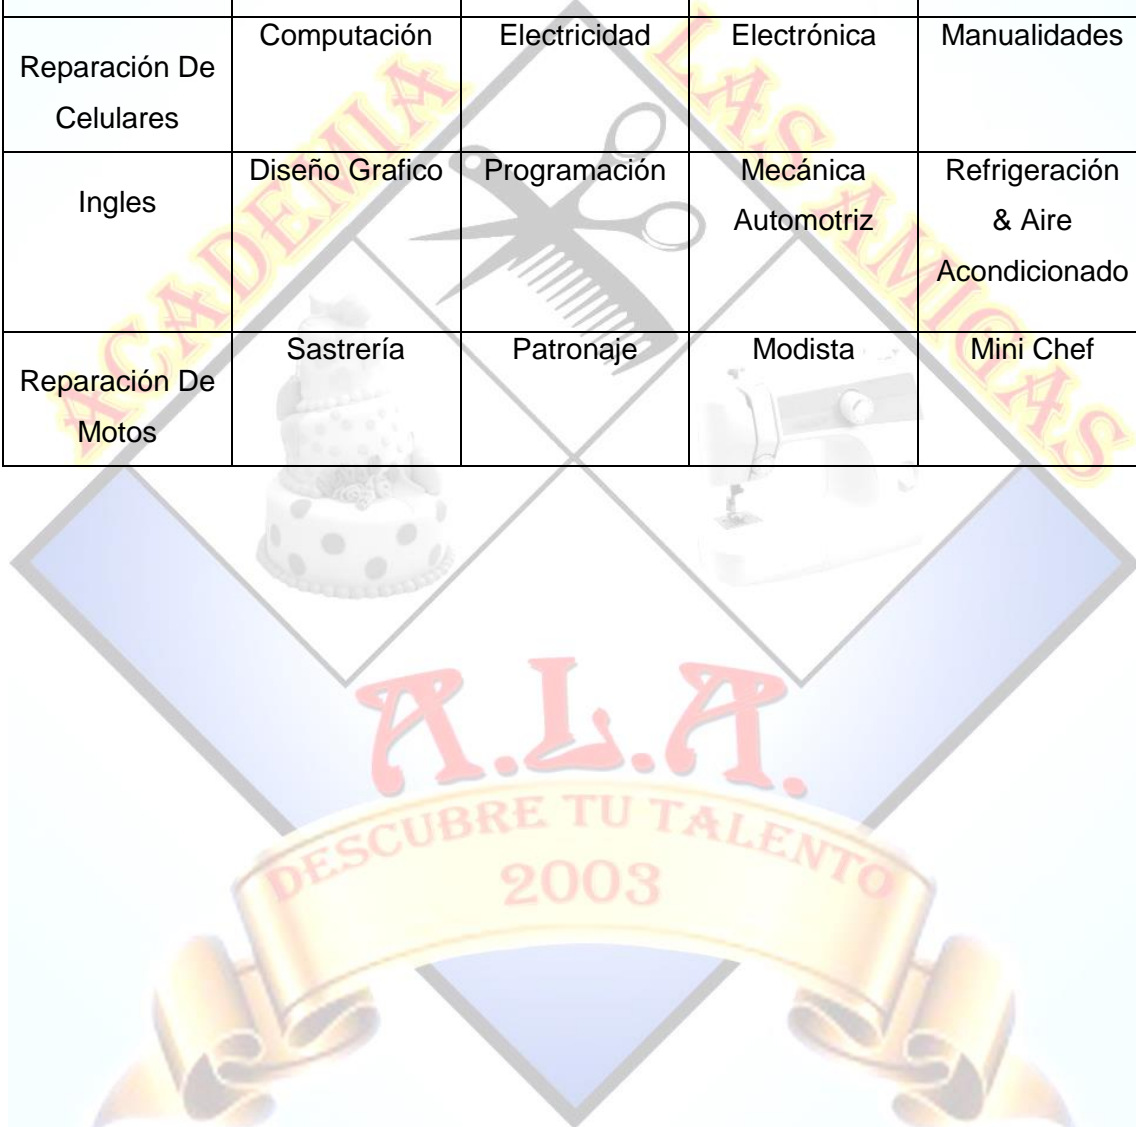 Reparación De
Celulares
Computación
Electricidad
Electrónica
Manualidades
Ingles
Diseño Grafico
Programación
Mecánica
Automotriz
Refrigeración
& Aire
Acondicionado
Reparación De
Motos
Sastrería
Patronaje
Modista
Mini Chef
ACADEMIA
LAS AMIGAS
A.L.A.
DESCUBRE TU TALENTO
2003